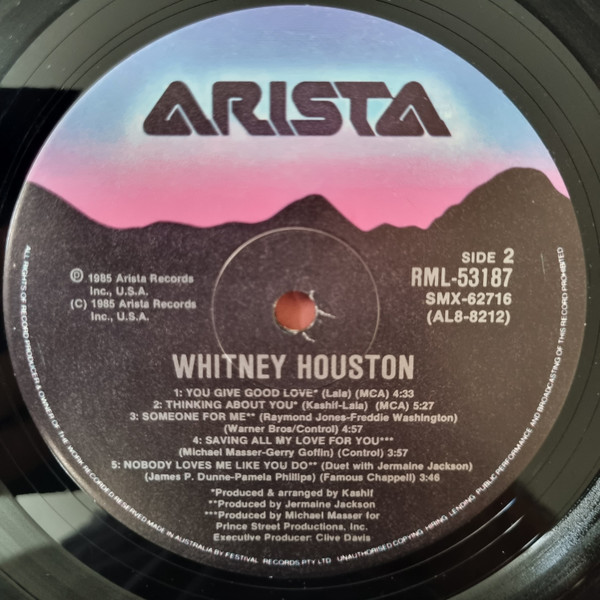 ARISTA
SIDE 2
RML-53187
SMX-62716
(AL8-8212)
Ⓟ 1985 Arista Records
Inc., U.S.A.
(C) 1985 Arista Records
Inc., U.S.A.
WHITNEY HOUSTON
1: YOU GIVE GOOD LOVE* (Lala) (MCA) 4:33
2: THINKING ABOUT YOU* (Kashif-Lala) (MCA) 5:27
3: SOMEONE FOR ME** (Raymond Jones-Freddie Washington)
(Warner Bros/Control) 4:57
4: SAVING ALL MY LOVE FOR YOU***
(Michael Masser-Gerry Goffin) (Control) 3:57
5: NOBODY LOVES ME LIKE YOU DO** (Duet with Jermaine Jackson)
(James P. Dunne-Pamela Phillips) (Famous Chappell) 3:46
*Produced & arranged by Kashif
**Produced by Jermaine Jackson
***Produced by Michael Masser for
Prince Street Productions, Inc.
Executive Producer: Clive Davis
ALL RIGHTS OF RECORD PRODUCER & OWNER OF THE WORK RECORDED RESERVED MADE IN AUSTRALIA BY FESTIVAL RECORDS PTY LTD UNAUTHORISED COPYING HIRING LENDING PUBLIC PERFORMANCE AND BROADCASTING OF THIS RECORD PROHIBITED